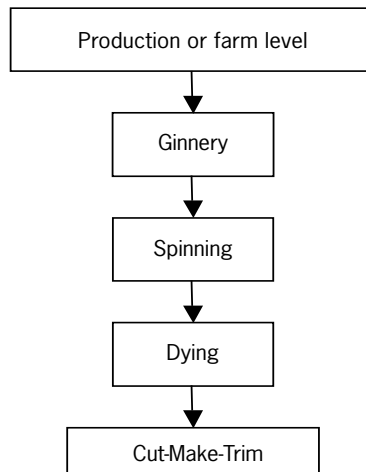 Production or farm level
Ginnery
Spinning
Dying
Cut-Make-Trim